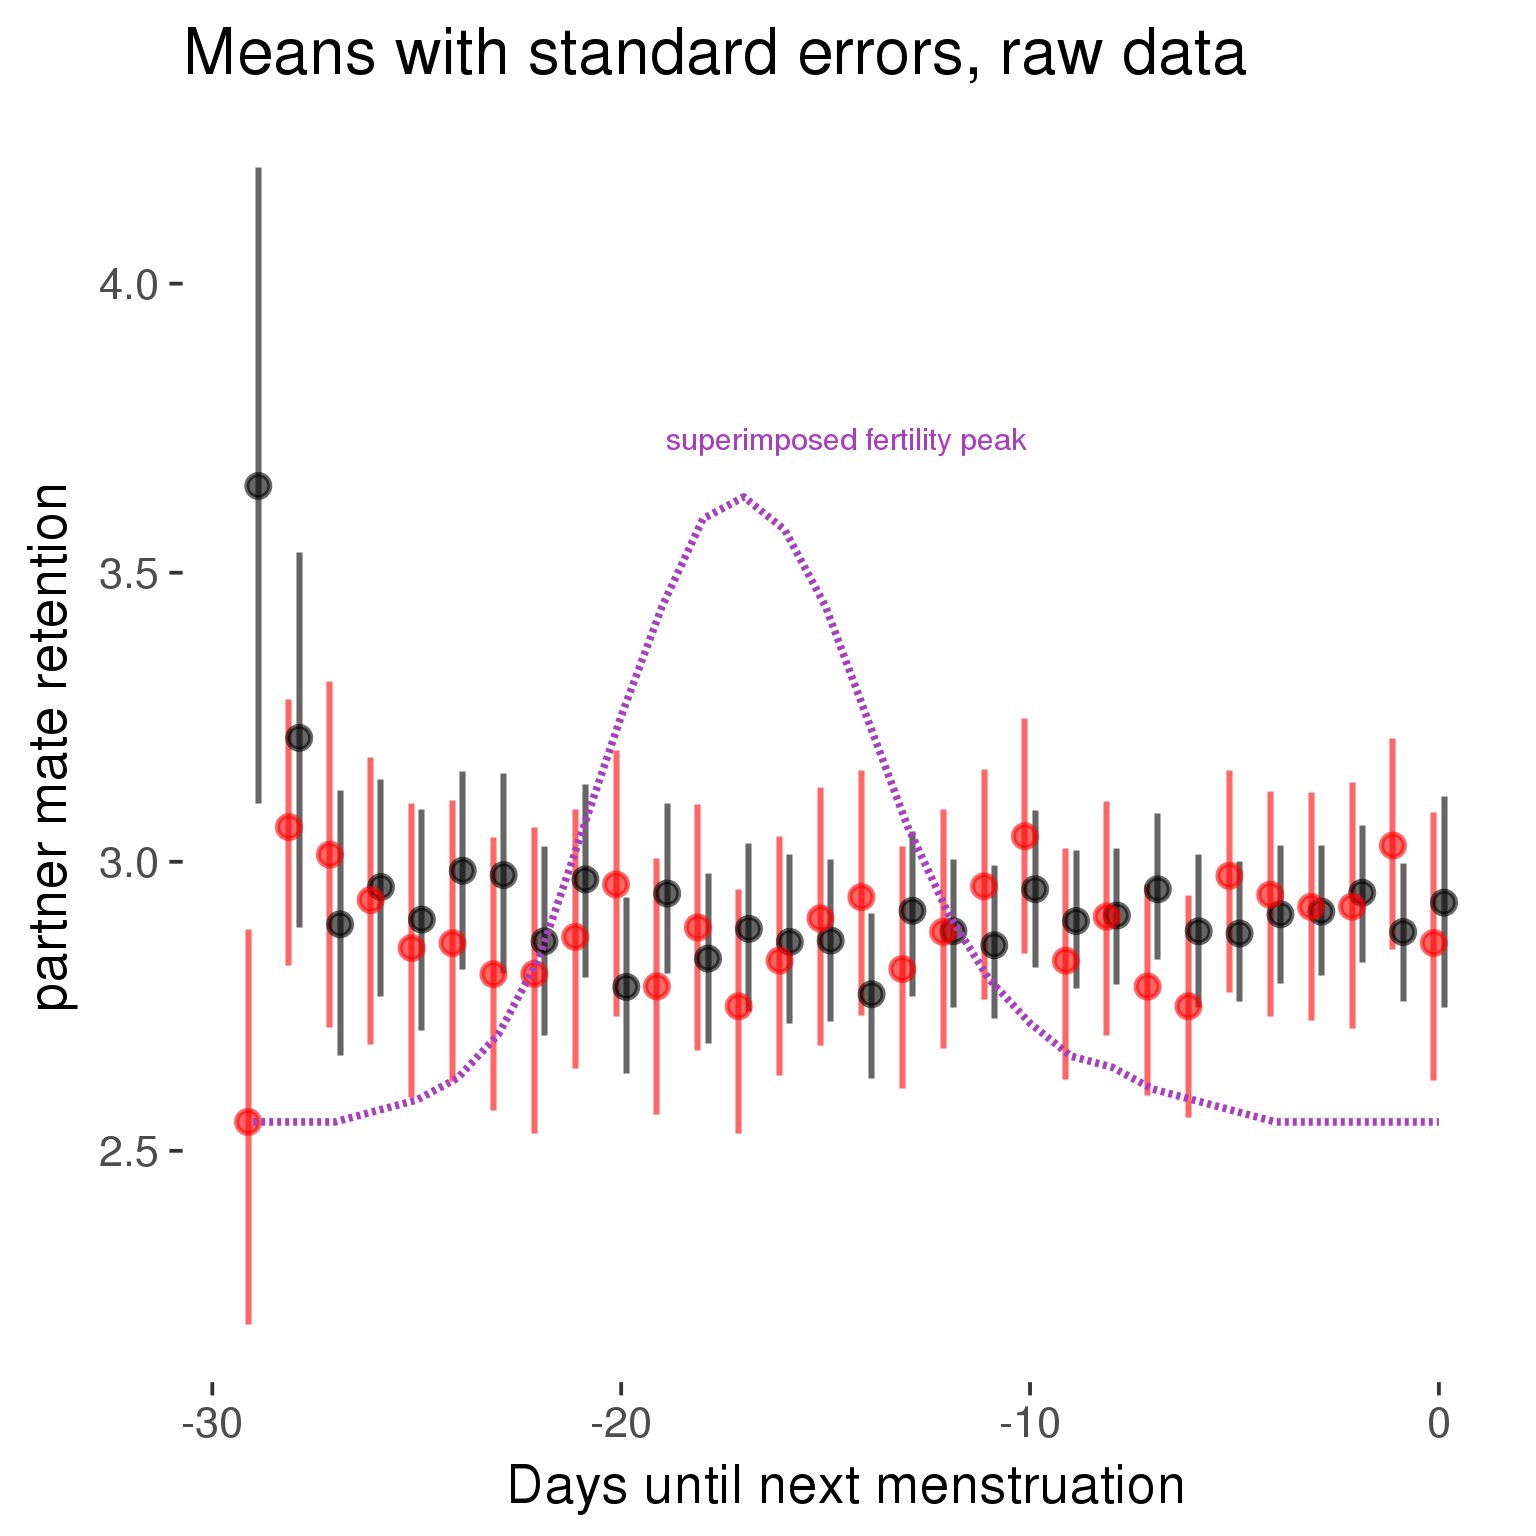 Means with standard errors, raw data
partner mate retention
4.0
3.5
3.0
2.5
superimposed fertility peak
-30
-20
-10
0
Days until next menstruation